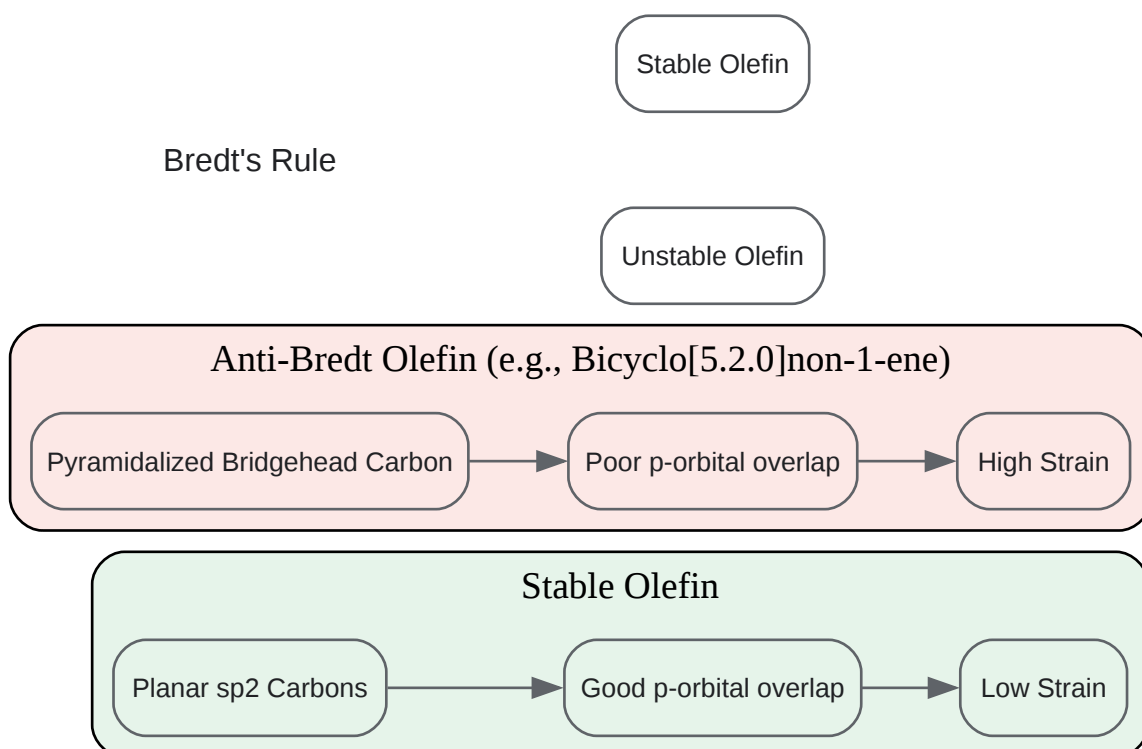 Stable Olefin
Bredt's Rule
Unstable Olefin
Anti-Bredt Olefin (e.g., Bicyclo[5.2.0]non-1-ene)
Pyramidalized Bridgehead Carbon
Poor p-orbital overlap
High Strain
Stable Olefin
Planar sp2 Carbons
Good p-orbital overlap
Low Strain